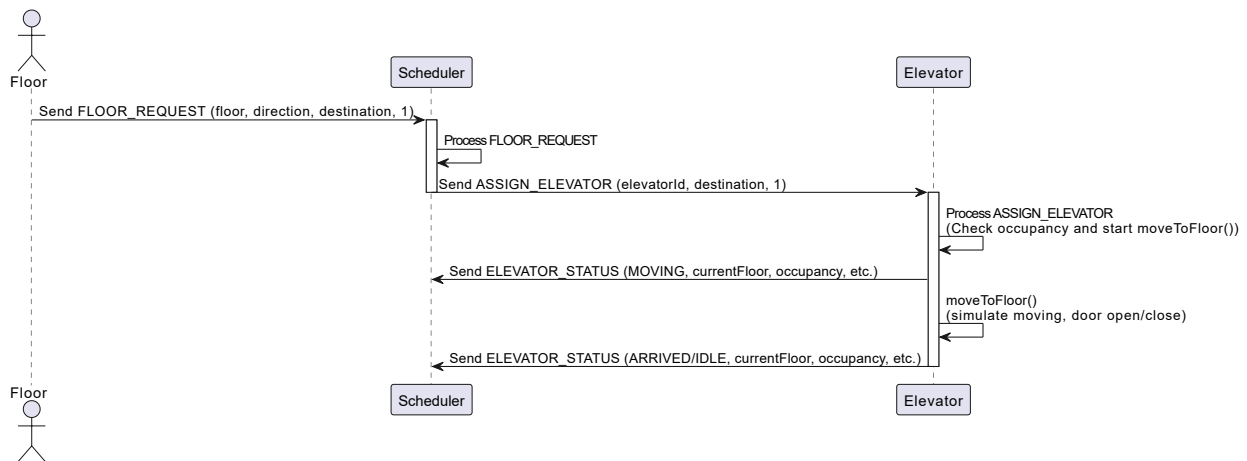 Floor
Scheduler
Elevator
Send FLOOR_REQUEST (floor, direction, destination, 1)
Process FLOOR_REQUEST
Send ASSIGN_ELEVATOR (elevatorId, destination, 1)
Process ASSIGN_ELEVATOR
(Check occupancy and start moveToFloor())
Send ELEVATOR_STATUS (MOVING, currentFloor, occupancy, etc.)
moveToFloor()
(simulate moving, door open/close)
Send ELEVATOR_STATUS (ARRIVED/IDLE, currentFloor, occupancy, etc.)
Floor
Scheduler
Elevator